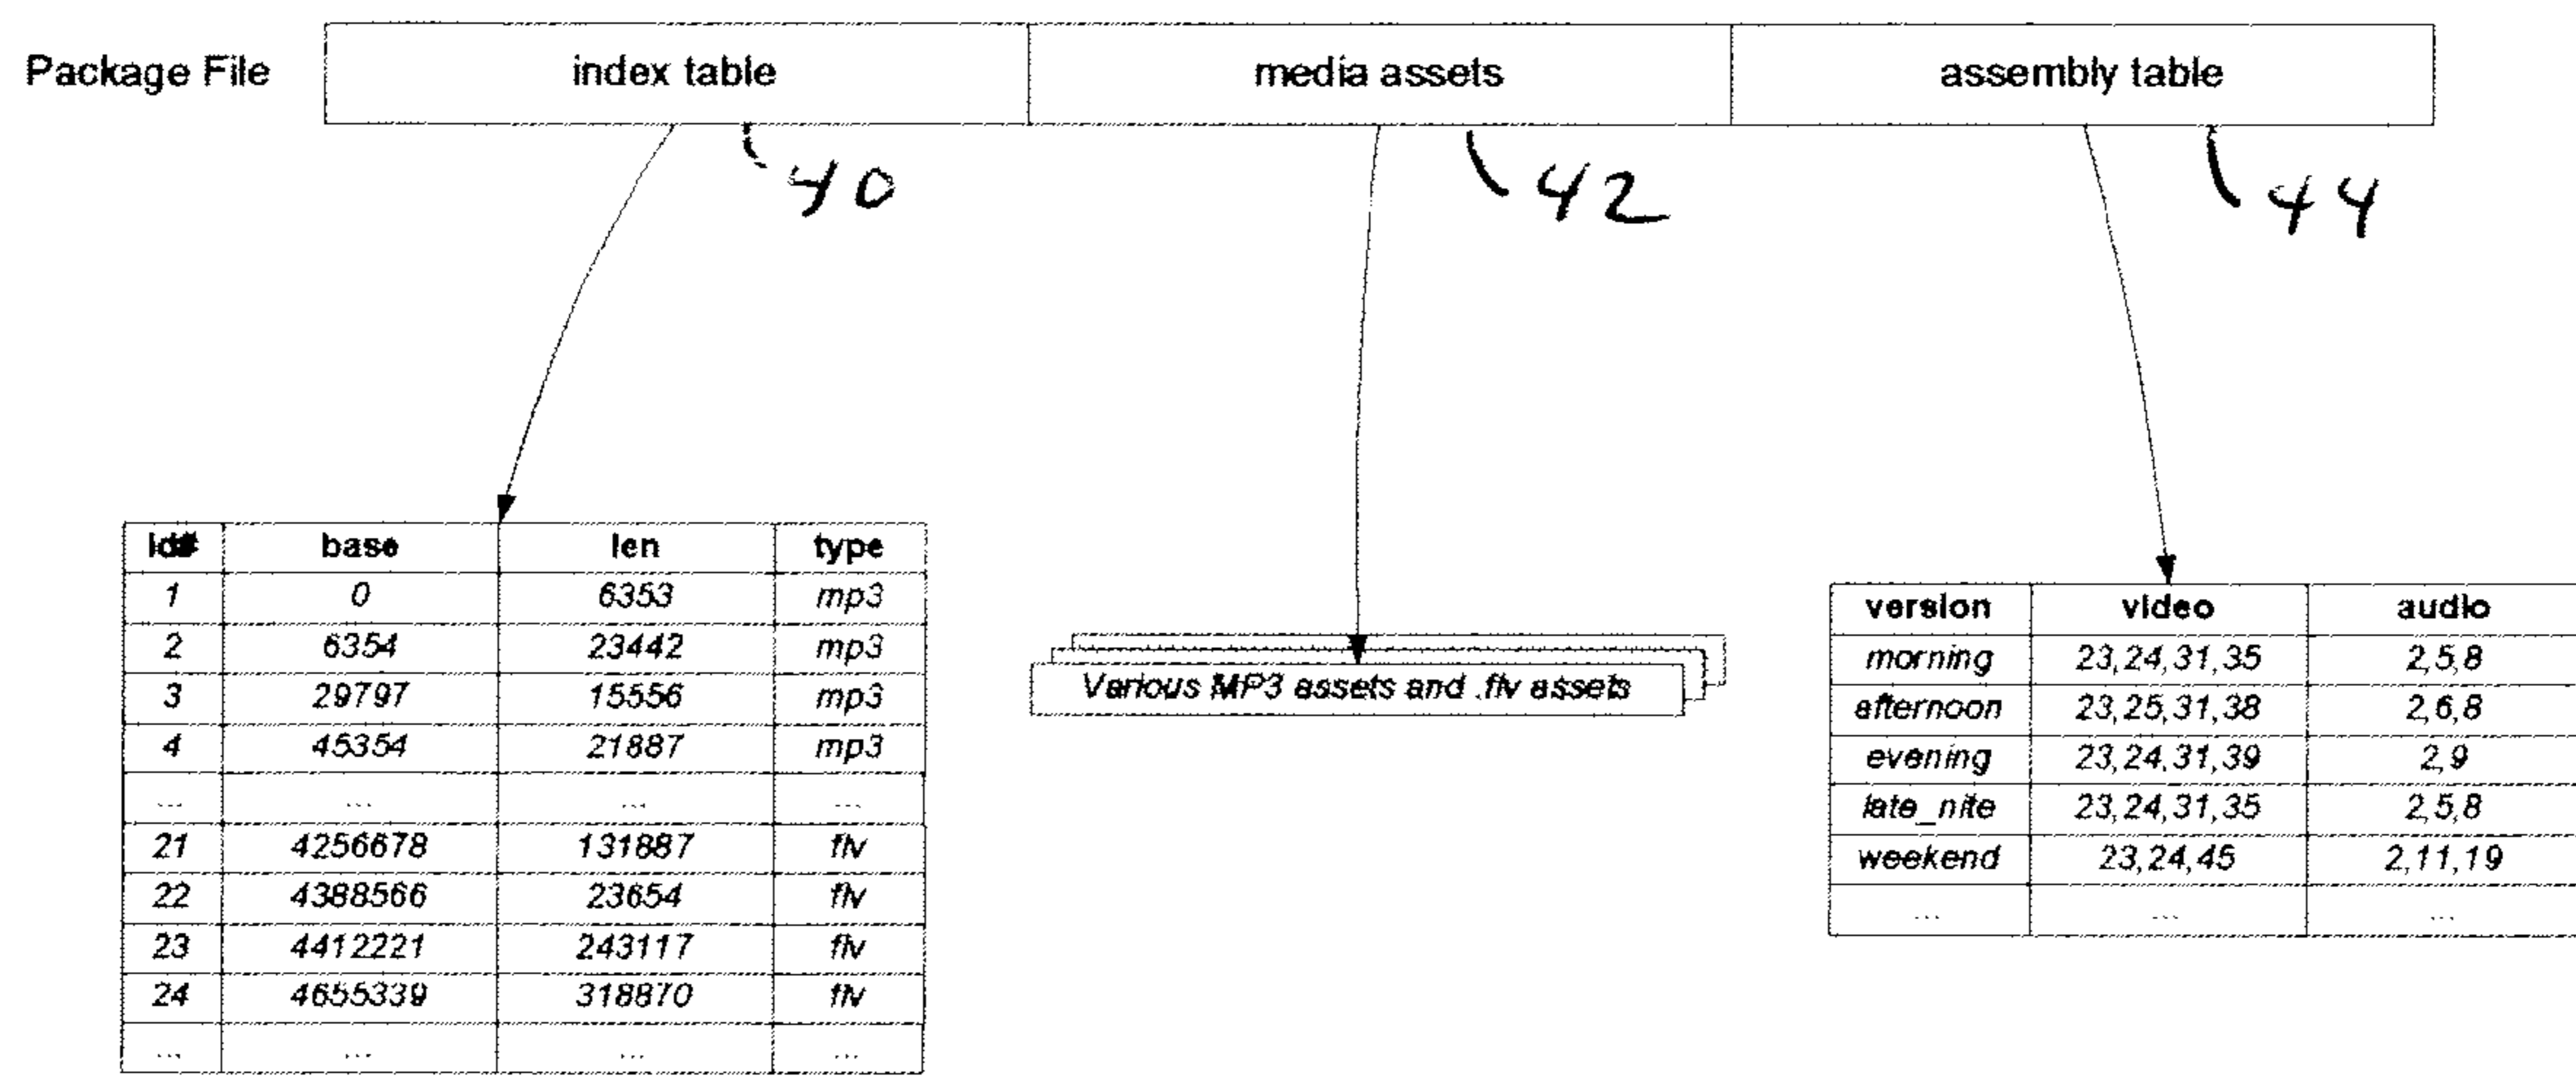 Package File index table media assets assembly table
40 42 44
id# base len type
1 0 6353 mp3
2 6354 23442 mp3
3 29797 15556 mp3
4 45354 21887 mp3
... ... ... ...
21 4256678 131887 flv
22 4388566 23654 flv
23 4412221 243117 flv
24 4655339 318870 flv
... ... ... ...
Various MP3 assets and .flv assets
version video audio
morning 23,24,31,35 2,5,8
afternoon 23,25,31,38 2,6,8
evening 23,24,31,39 2,9
late_nite 23,24,31,35 2,5,8
weekend 23,24,45 2,11,19
... ... ...